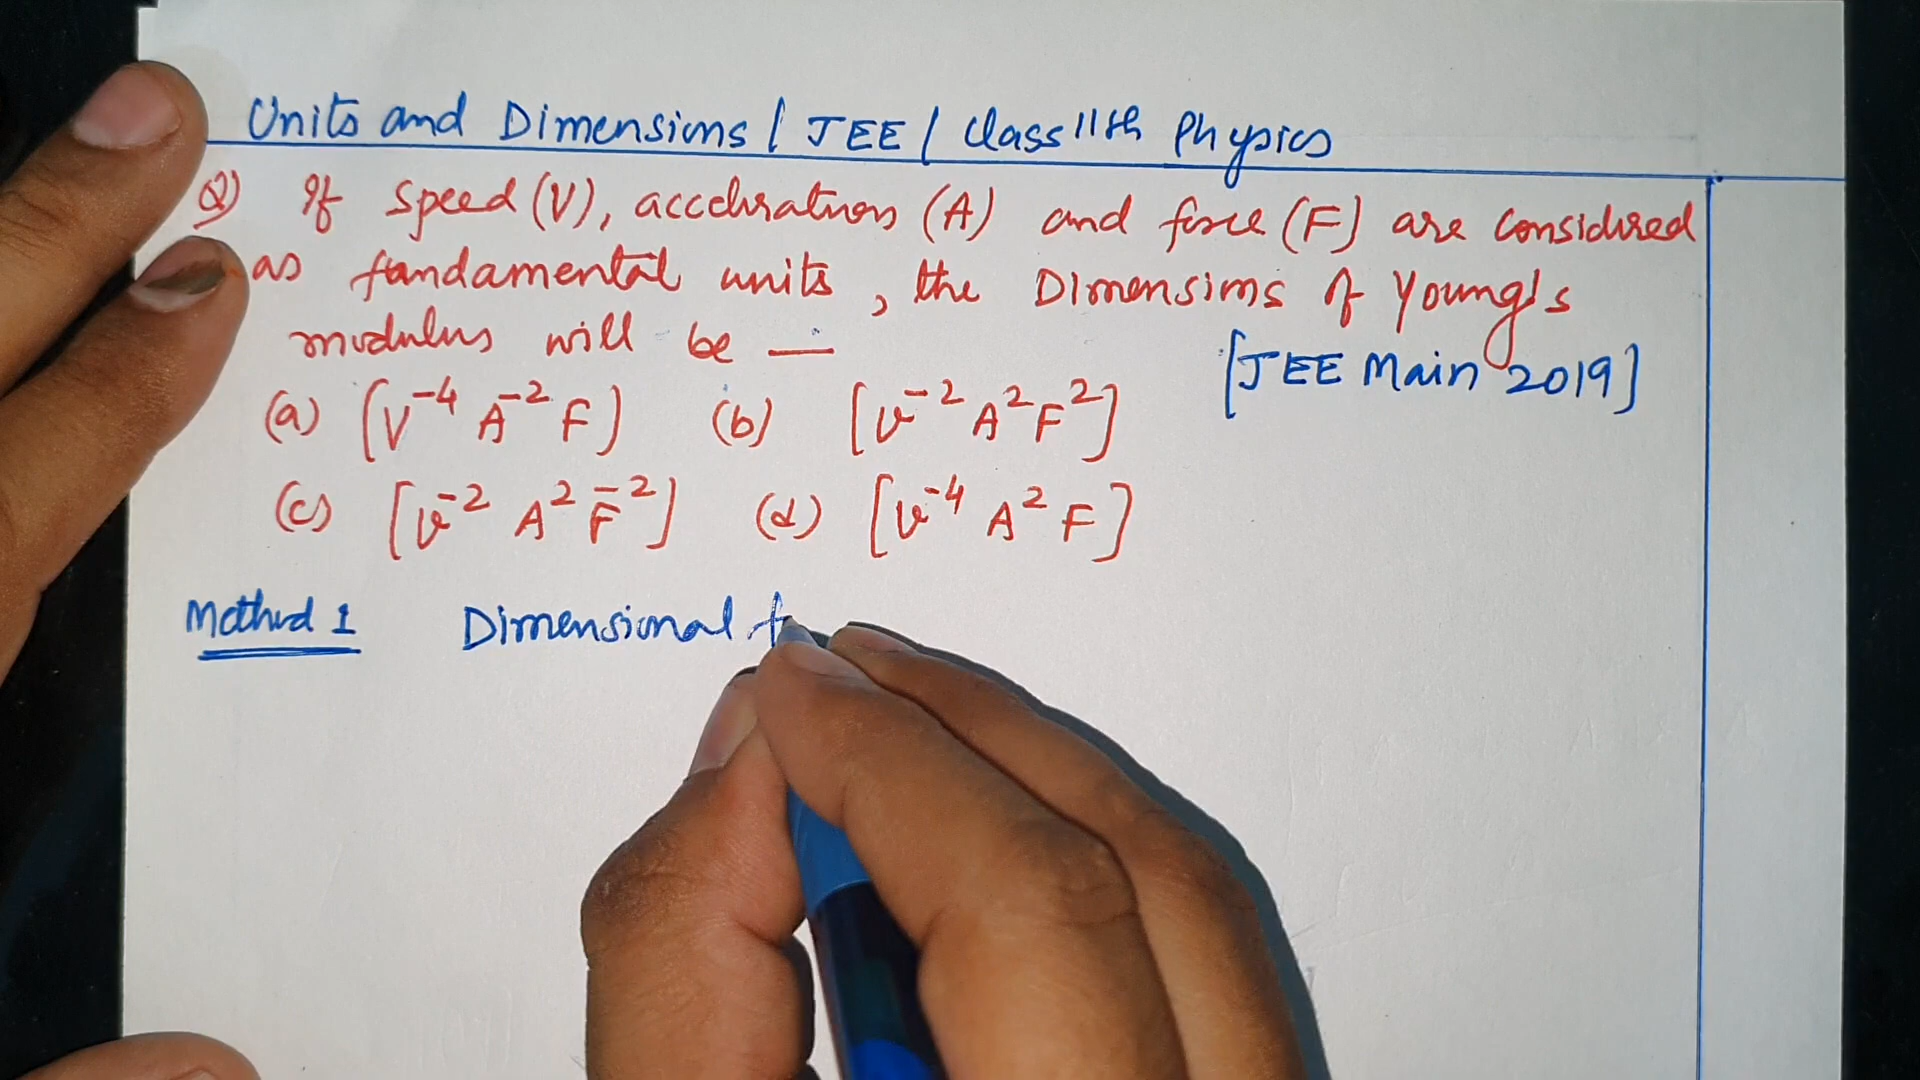 Units and Dimensions / JEE / Class 11th Physics
Q) If speed (V), acceleration (A) and force (F) are considered
as fundamental units, the Dimensions of Young's
modulus will be —
[JEE Main 2019]
(a) [V⁻⁴ A⁻² F] (b) [V⁻² A² F²]
(c) [V⁻² A² F⁻²] (d) [V⁻⁴ A² F]
Method 1 Dimensional f